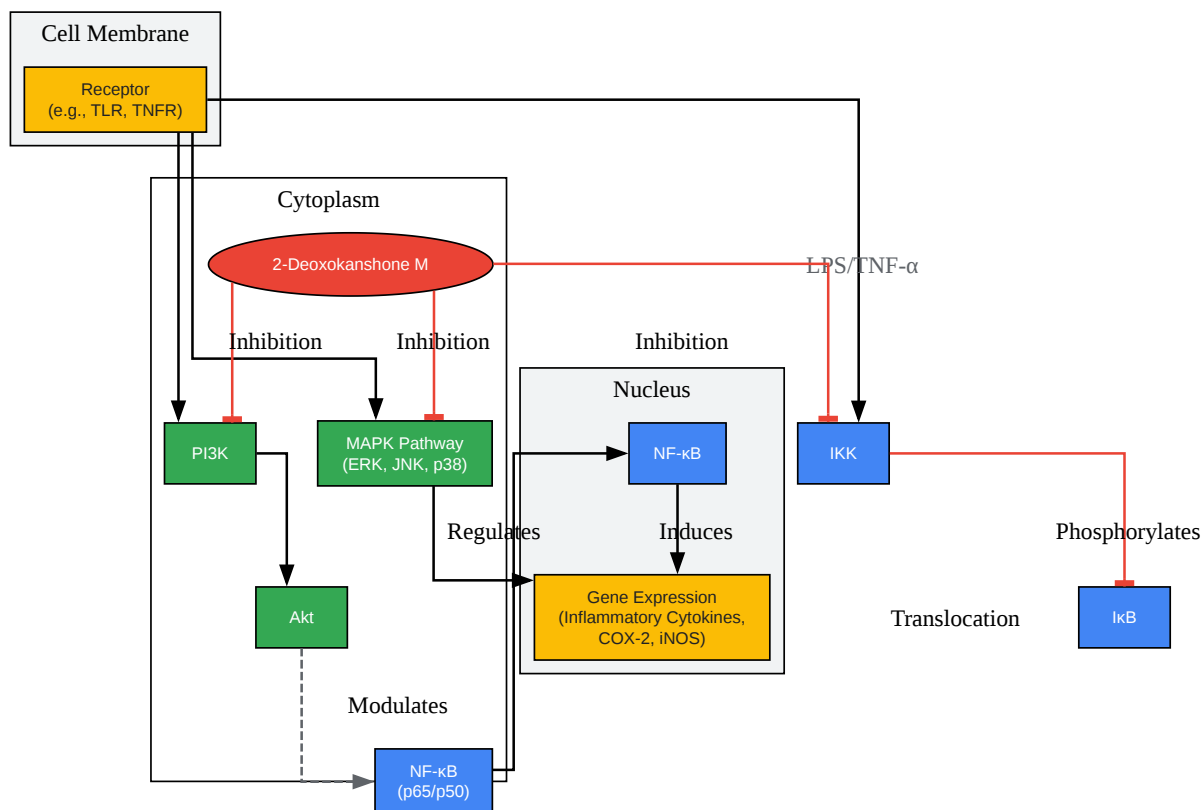 Cell Membrane
Receptor
(e.g., TLR, TNFR)
Cytoplasm
2-Deoxokanshone M
LPS/TNF-α
Inhibition
Inhibition
Inhibition
Nucleus
PI3K
MAPK Pathway
(ERK, JNK, p38)
NF-κB
IKK
Regulates
Induces
Phosphorylates
Akt
Gene Expression
(Inflammatory Cytokines,
COX-2, iNOS)
Translocation
IκB
Modulates
NF-κB
(p65/p50)